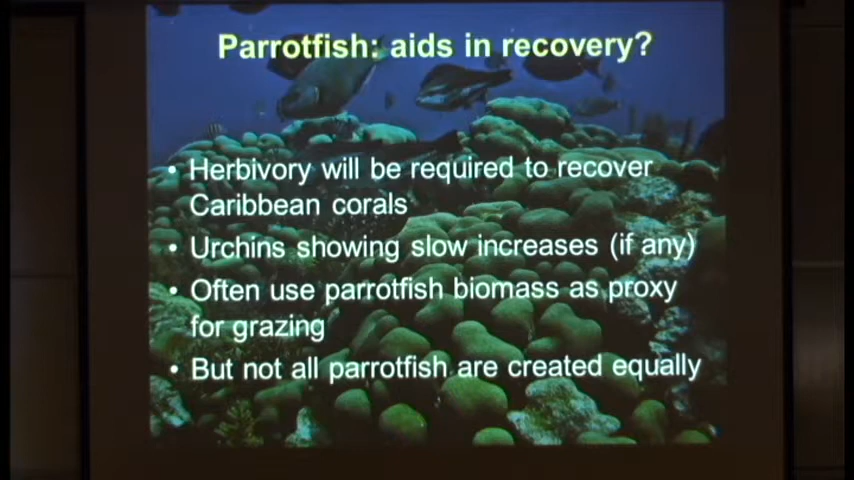 Parrotfish: aids in recovery?
• Herbivory will be required to recover
Caribbean corals
• Urchins showing slow increases (if any)
• Often use parrotfish biomass as proxy
for grazing
• But not all parrotfish are created equally